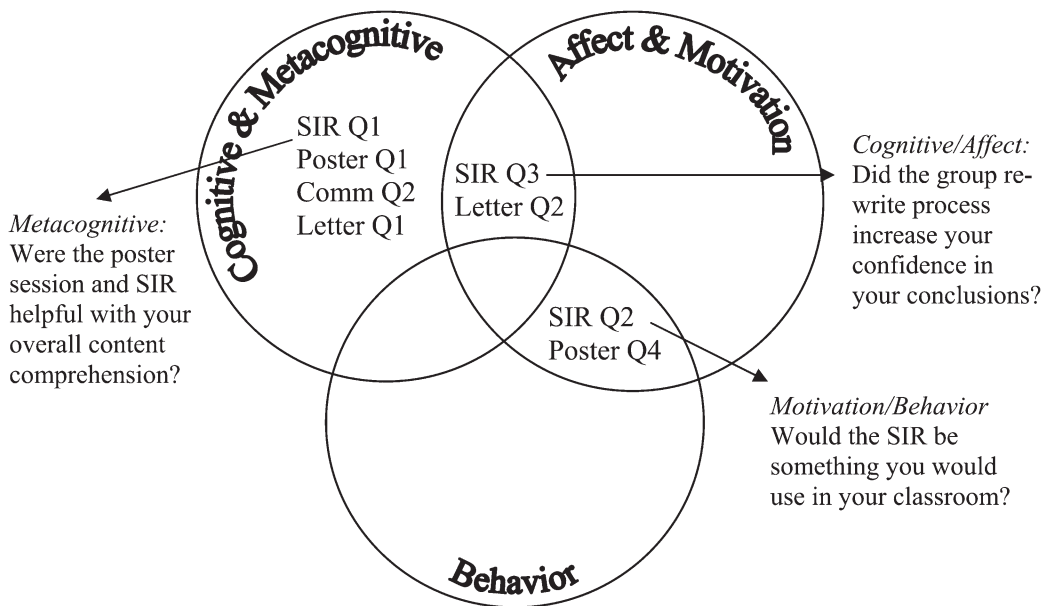 Cognitive & Metacognitive
Affect & Motivation
SIR Q1
Poster Q1
Comm Q2
Letter Q1
SIR Q3
Letter Q2
Cognitive/Affect:
Did the group re-
write process
increase your
confidence in
your conclusions?
Metacognitive:
Were the poster
session and SIR
helpful with your
overall content
comprehension?
SIR Q2
Poster Q4
Motivation/Behavior
Would the SIR be
something you would
use in your classroom?
Behavior